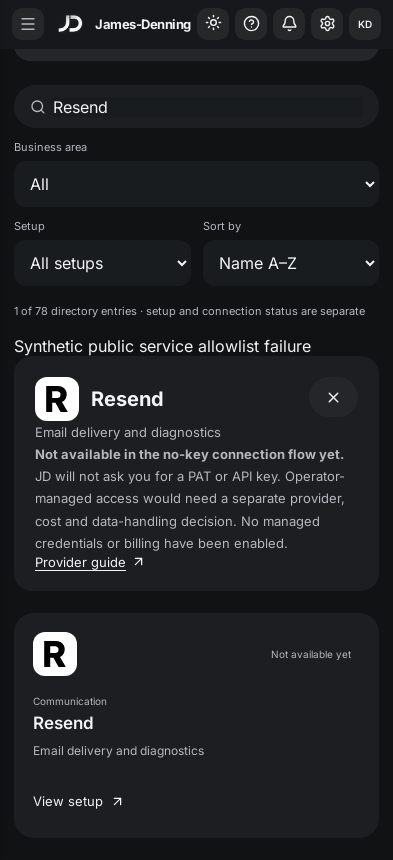 JD James-Denning KD
Resend
Business area
All
Setup Sort by
All setups Name A–Z
1 of 78 directory entries · setup and connection status are separate
Synthetic public service allowlist failure
R Resend
Email delivery and diagnostics
Not available in the no-key connection flow yet.
JD will not ask you for a PAT or API key. Operator-
managed access would need a separate provider,
cost and data-handling decision. No managed
credentials or billing have been enabled.
Provider guide ↗
R Not available yet
Communication
Resend
Email delivery and diagnostics
View setup ↗